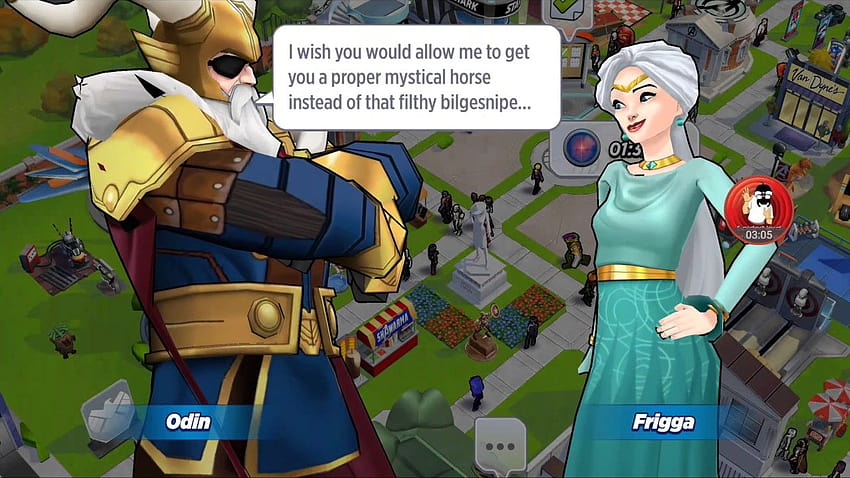 I wish you would allow me to get
you a proper mystical horse
instead of that filthy bilgesnipe...
Van Dyne's
03:05
SHAWARMA
Odin
Frigga